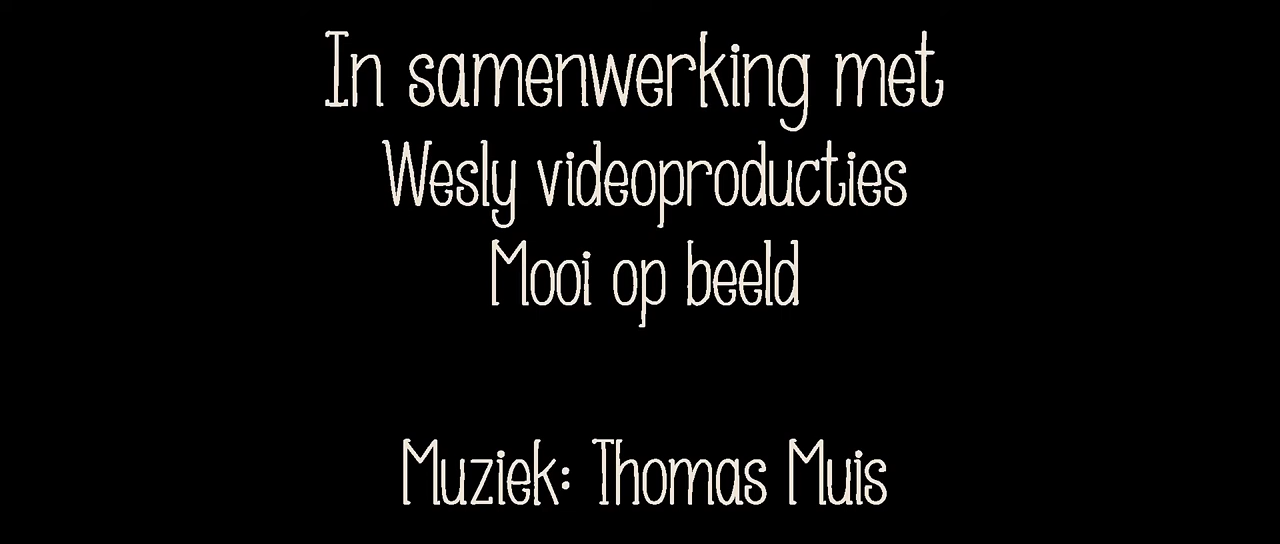 In samenwerking met
Wesly videoproducties
Mooi op beeld
Muziek: Thomas Muis